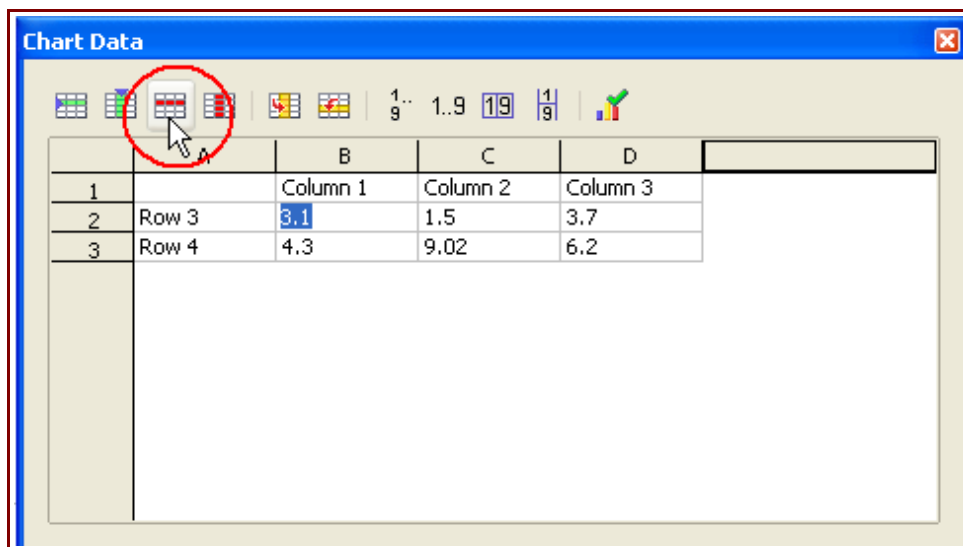 Chart Data
1.. 9 1..9 19 1 9
A B C D
1 Column 1 Column 2 Column 3
2 Row 3 3.1 1.5 3.7
3 Row 4 4.3 9.02 6.2